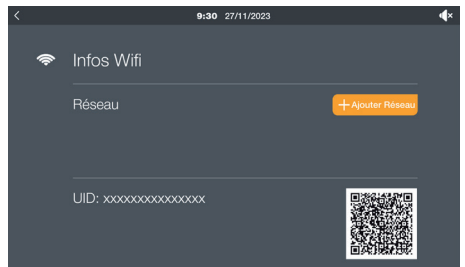 9:30 27/11/2023
Infos Wifi
Réseau
+ Ajouter Réseau
UID: xxxxxxxxxxxxxxx